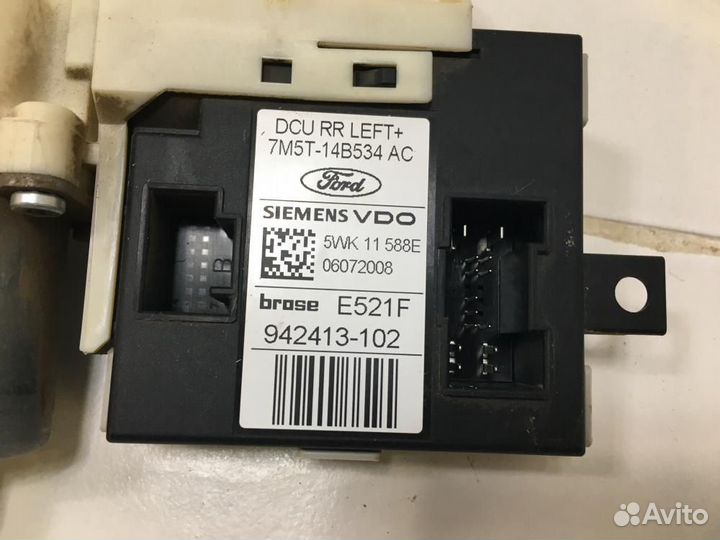 DCU RR LEFT+
7M5T-14B534 AC
Ford
SIEMENS VDO
5WK 11 588E
06072008
brose E521F
942413-102
Avito